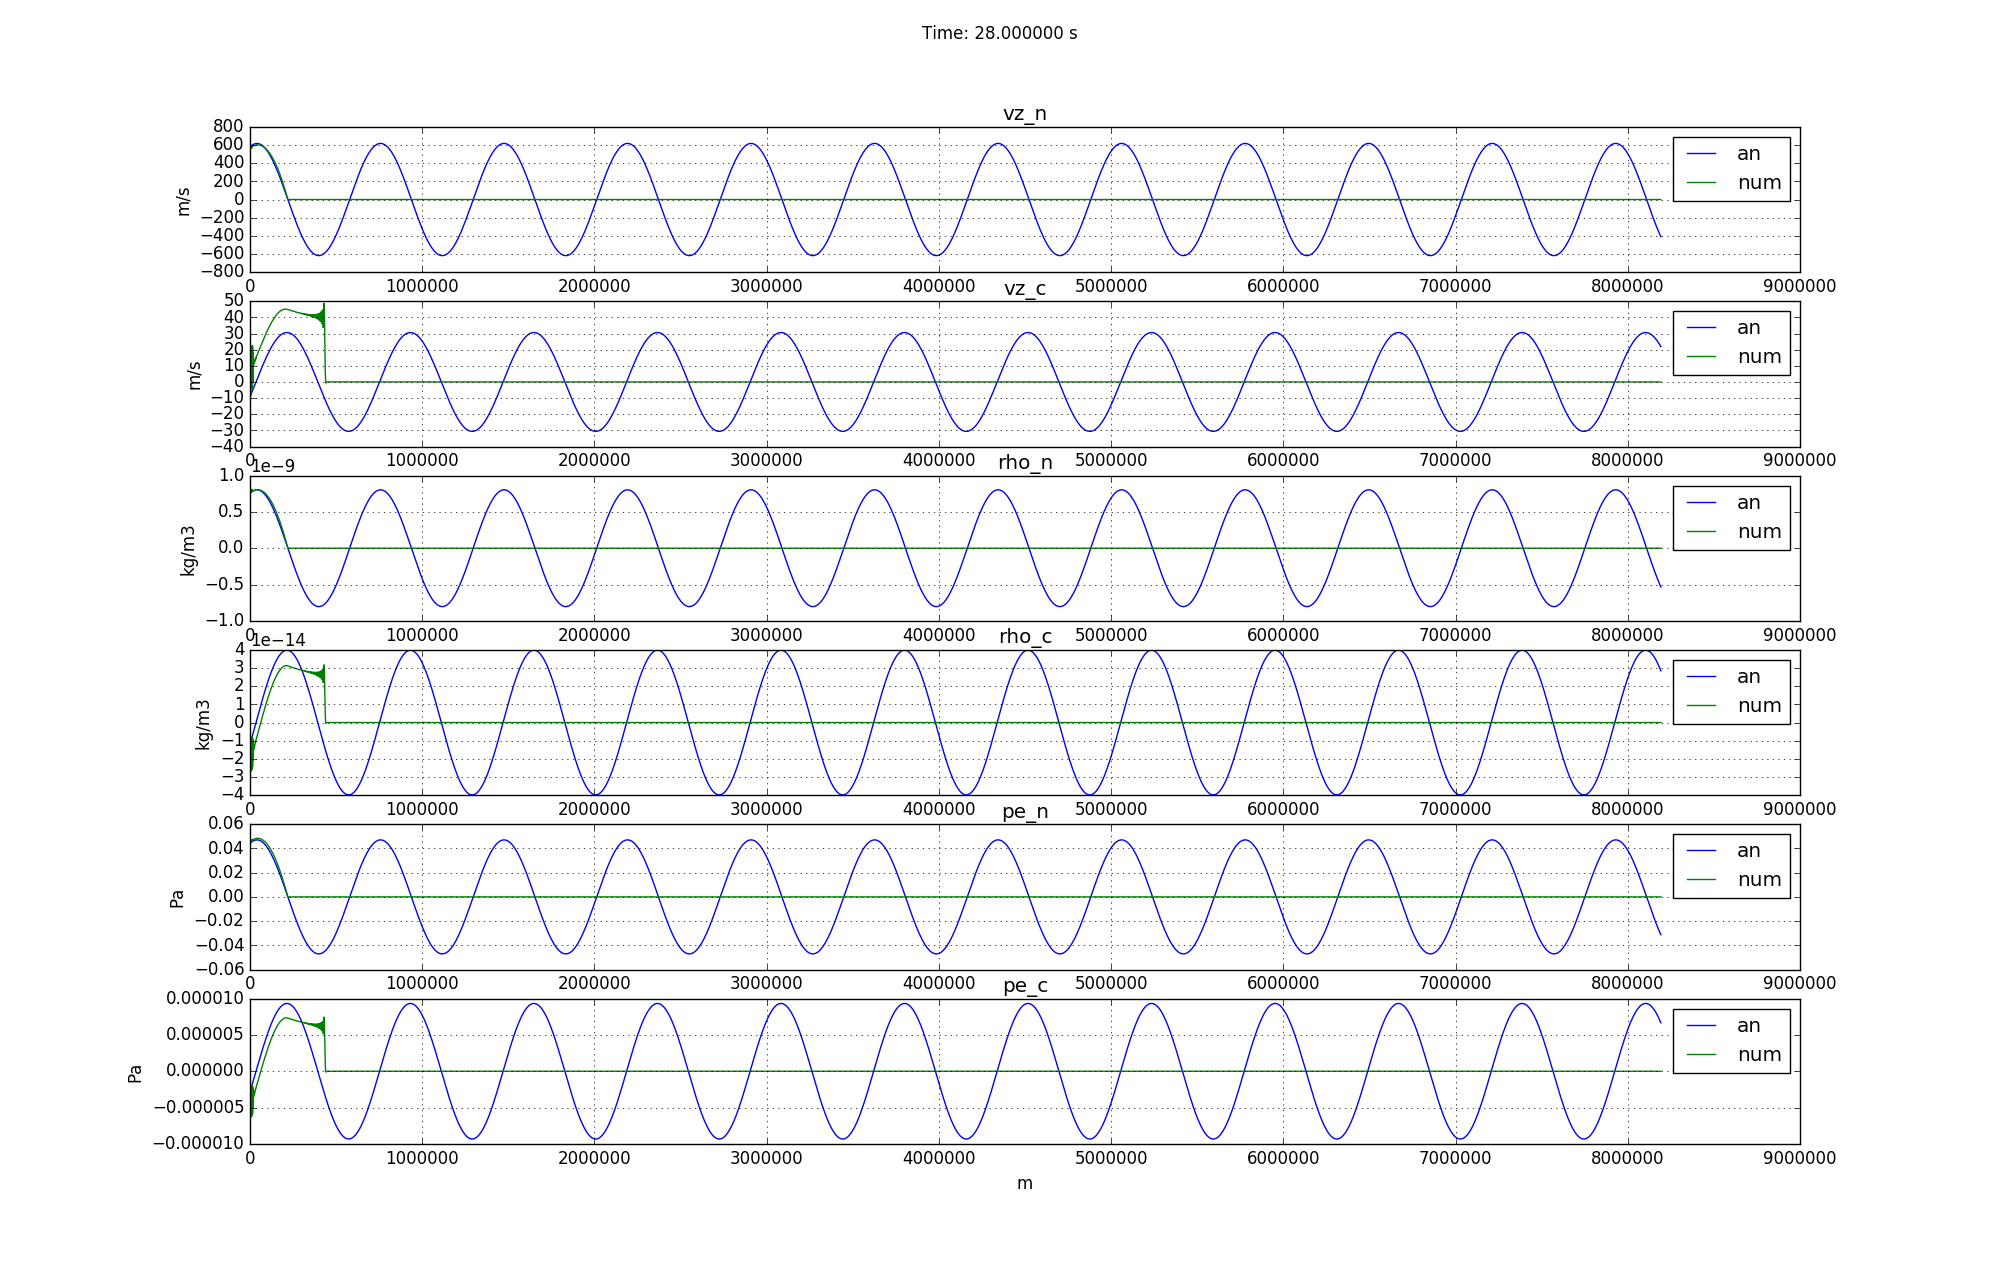 Time: 28.000000 s
vz_n
800
600
400
200
0
−200
−400
−600
−800
m/s
an
num
0 1000000 2000000 3000000 4000000 5000000 6000000 7000000 8000000 9000000
vz_c
50
40
30
20
10
0
−10
−20
−30
−40
m/s
an
num
0 1000000 2000000 3000000 4000000 5000000 6000000 7000000 8000000 9000000
1e−9
rho_n
1.0
0.5
0.0
−0.5
−1.0
kg/m3
an
num
0 1000000 2000000 3000000 4000000 5000000 6000000 7000000 8000000 9000000
1e−14
rho_c
4
3
2
1
0
−1
−2
−3
−4
kg/m3
an
num
0 1000000 2000000 3000000 4000000 5000000 6000000 7000000 8000000 9000000
pe_n
0.06
0.04
0.02
0.00
−0.02
−0.04
−0.06
Pa
an
num
0 1000000 2000000 3000000 4000000 5000000 6000000 7000000 8000000 9000000
pe_c
0.000010
0.000005
0.000000
−0.000005
−0.000010
Pa
an
num
0 1000000 2000000 3000000 4000000 5000000 6000000 7000000 8000000 9000000
m